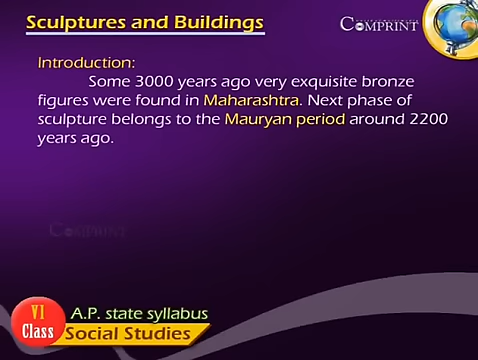 Sculptures and Buildings
COMPRINT
Introduction:
Some 3000 years ago very exquisite bronze
figures were found in Maharashtra. Next phase of
sculpture belongs to the Mauryan period around 2200
years ago.
COMPRINT
VI
Class
A.P. state syllabus
Social Studies